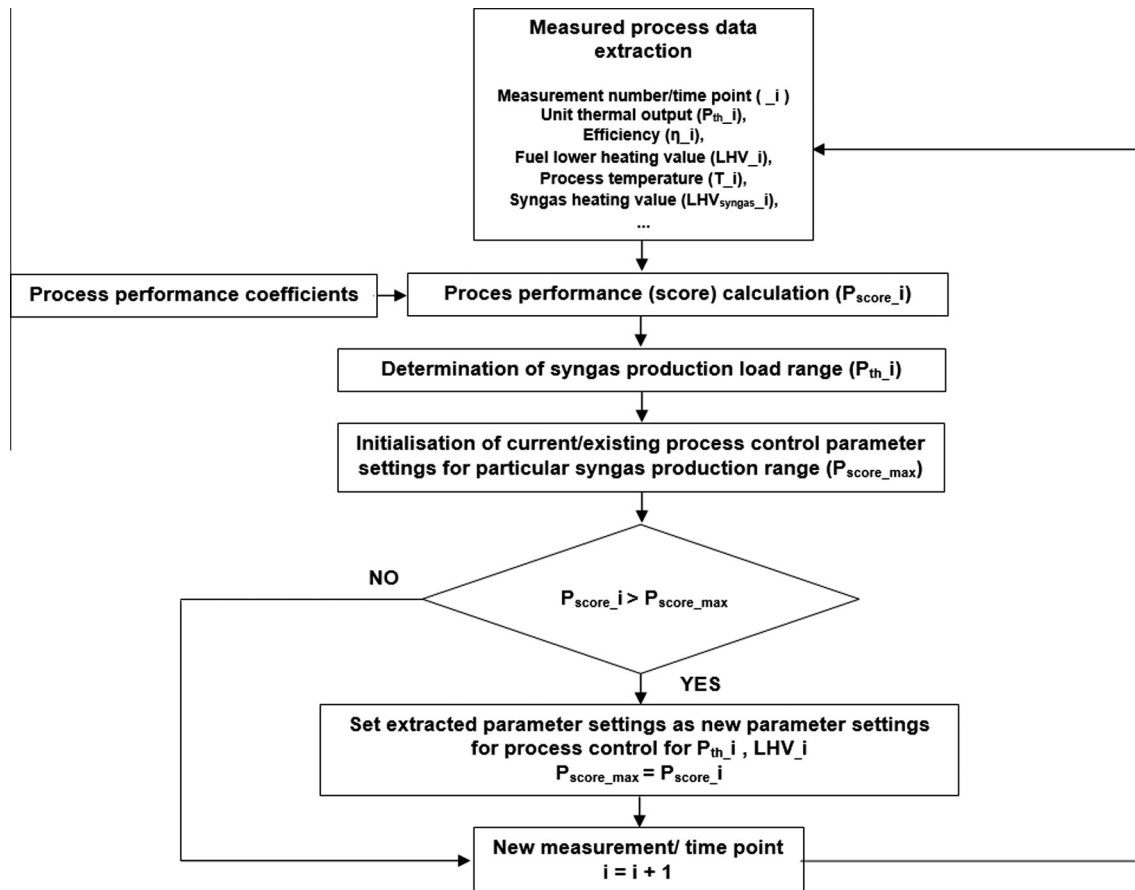 Measured process data
extraction
Measurement number/time point ( _i )
Unit thermal output (Pth_i),
Efficiency (η_i),
Fuel lower heating value (LHV_i),
Process temperature (T_i),
Syngas heating value (LHVsyngas_i),
...
Process performance coefficients
Proces performance (score) calculation (Pscore_i)
Determination of syngas production load range (Pth_i)
Initialisation of current/existing process control parameter
settings for particular syngas production range (Pscore_max)
NO
Pscore_i > Pscore_max
YES
Set extracted parameter settings as new parameter settings
for process control for Pth_i , LHV_i
Pscore_max = Pscore_i
New measurement/ time point
i = i + 1